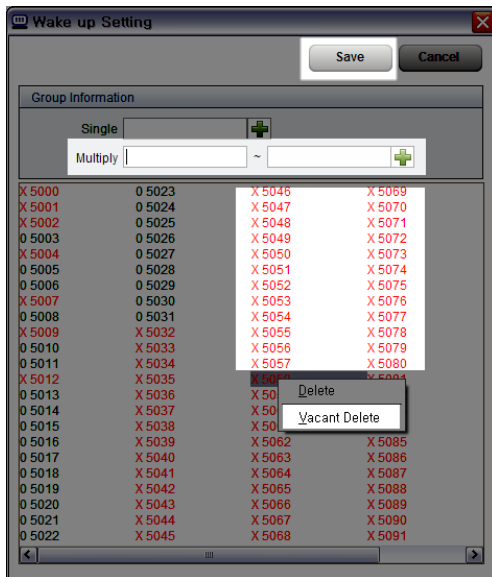 Wake up Setting
Save Cancel
Group Information
Single
Multiply ~
X 5000 0 5023 X 5046 X 5069
X 5001 0 5024 X 5047 X 5070
X 5002 0 5025 X 5048 X 5071
0 5003 0 5026 X 5049 X 5072
X 5004 0 5027 X 5050 X 5073
0 5005 0 5028 X 5051 X 5074
0 5006 0 5029 X 5052 X 5075
X 5007 0 5030 X 5053 X 5076
0 5008 0 5031 X 5054 X 5077
X 5009 X 5032 X 5055 X 5078
0 5010 X 5033 X 5056 X 5079
0 5011 X 5034 X 5057 X 5080
X 5012 X 5035
0 5013 X 5036 Delete
0 5014 X 5037 Vacant Delete
0 5015 X 5038
0 5016 X 5039 X 5062 X 5085
0 5017 X 5040 X 5063 X 5086
0 5018 X 5041 X 5064 X 5087
0 5019 X 5042 X 5065 X 5088
0 5020 X 5043 X 5066 X 5089
0 5021 X 5044 X 5067 X 5090
0 5022 X 5045 X 5068 X 5091